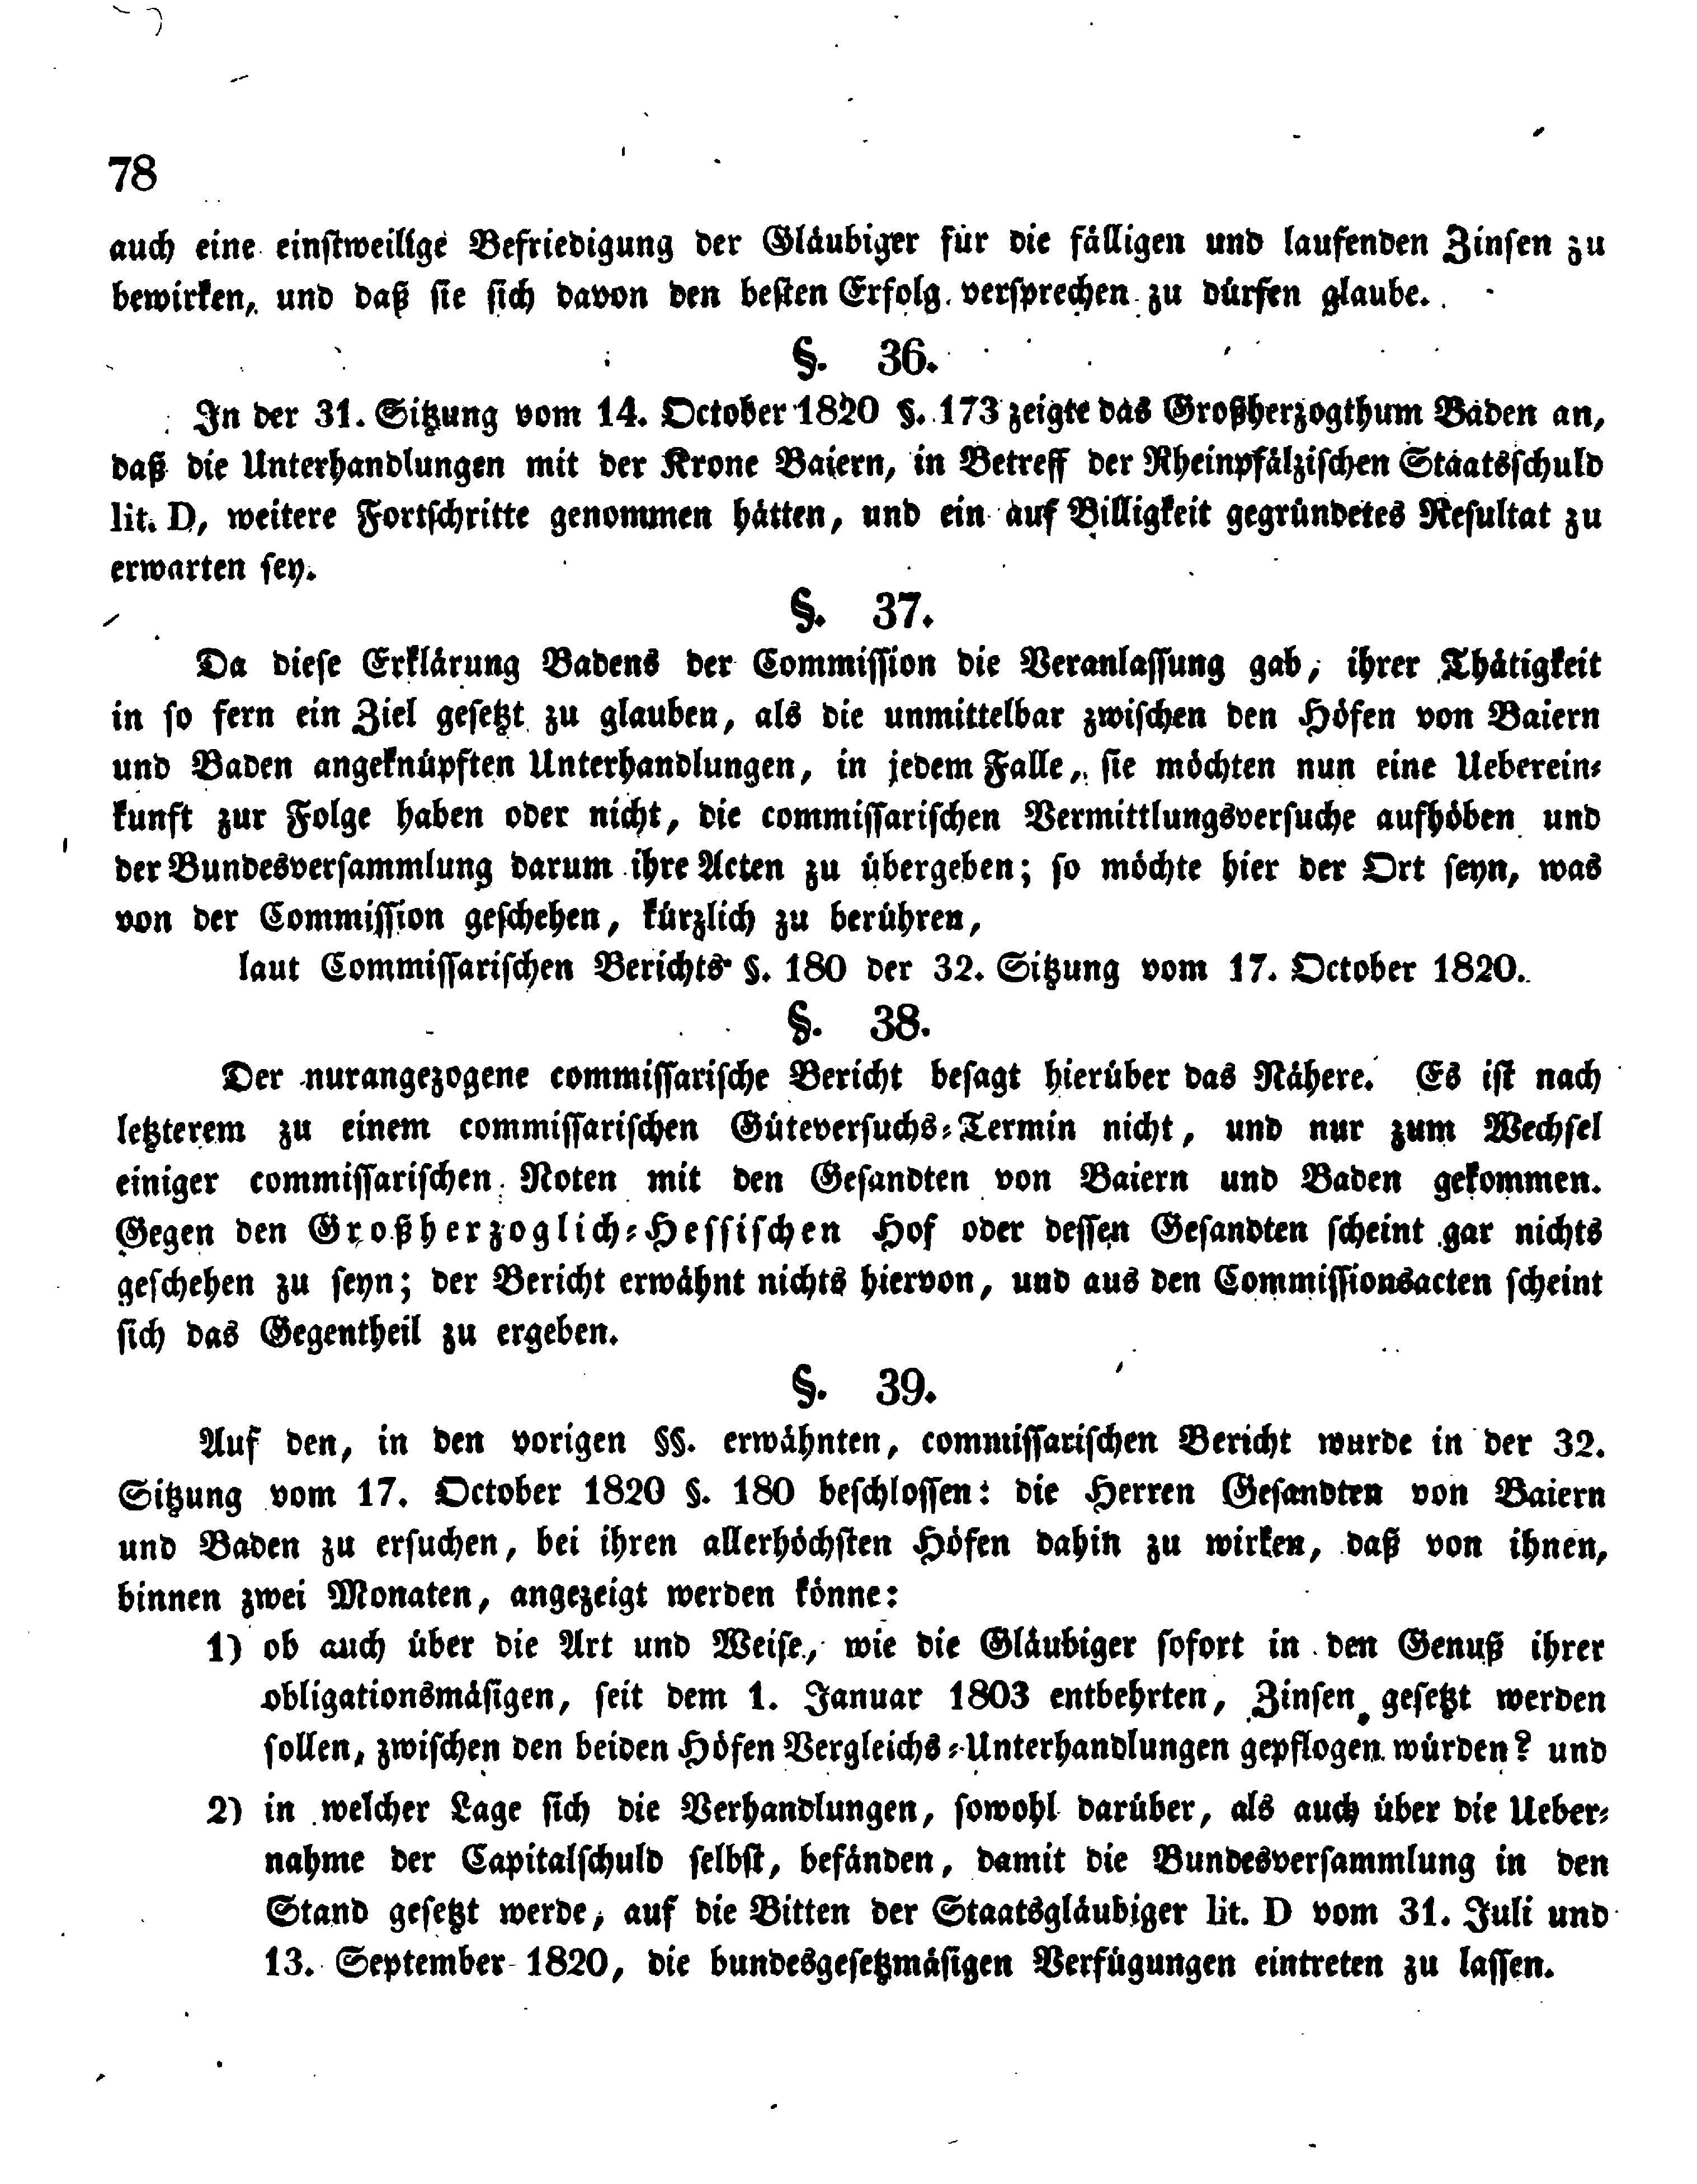 78
auch eine einstweilige Befriedigung der Gläubiger für die fälligen und laufenden Zinsen zu
bewirken, und daß sie sich davon den besten Erfolg versprechen zu dürfen glaube.
§. 36.
In der 31. Sitzung vom 14. October 1820 §. 173 zeigte das Großherzogthum Baden an,
daß die Unterhandlungen mit der Krone Baiern, in Betreff der Rheinpfälzischen Staatsschuld
lit. D, weitere Fortschritte genommen hätten, und ein auf Billigkeit gegründetes Resultat zu
erwarten sey.
§. 37.
Da diese Erklärung Badens der Commission die Veranlassung gab, ihrer Thätigkeit
in so fern ein Ziel gesetzt zu glauben, als die unmittelbar zwischen den Höfen von Baiern
und Baden angeknüpften Unterhandlungen, in jedem Falle, sie möchten nun eine Ueberein-
kunft zur Folge haben oder nicht, die commissarischen Vermittlungsversuche aufhöben und
der Bundesversammlung darum ihre Acten zu übergeben; so möchte hier der Ort seyn, was
von der Commission geschehen, kürzlich zu berühren,
laut Commissarischen Berichts §. 180 der 32. Sitzung vom 17. October 1820.
§. 38.
Der nurangezogene commissarische Bericht besagt hierüber das Nähere. Es ist nach
letzterem zu einem commissarischen Güteversuchs-Termin nicht, und nur zum Wechsel
einiger commissarischen Noten mit den Gesandten von Baiern und Baden gekommen.
Gegen den Großherzoglich-Hessischen Hof oder dessen Gesandten scheint gar nichts
geschehen zu seyn; der Bericht erwähnt nichts hiervon, und aus den Commissionsacten scheint
sich das Gegentheil zu ergeben.
§. 39.
Auf den, in den vorigen §§. erwähnten, commissarischen Bericht wurde in der 32.
Sitzung vom 17. October 1820 §. 180 beschlossen: die Herren Gesandten von Baiern
und Baden zu ersuchen, bei ihren allerhöchsten Höfen dahin zu wirken, daß von ihnen,
binnen zwei Monaten, angezeigt werden könne:
1) ob auch über die Art und Weise, wie die Gläubiger sofort in den Genuß ihrer
obligationsmäsigen, seit dem 1. Januar 1803 entbehrten, Zinsen gesetzt werden
sollen, zwischen den beiden Höfen Vergleichs-Unterhandlungen gepflogen würden? und
2) in welcher Lage sich die Verhandlungen, sowohl darüber, als auch über die Ueber-
nahme der Capitalschuld selbst, befänden, damit die Bundesversammlung in den
Stand gesetzt werde, auf die Bitten der Staatsgläubiger lit. D vom 31. Juli und
13. September 1820, die bundesgesetzmäsigen Verfügungen eintreten zu lassen.